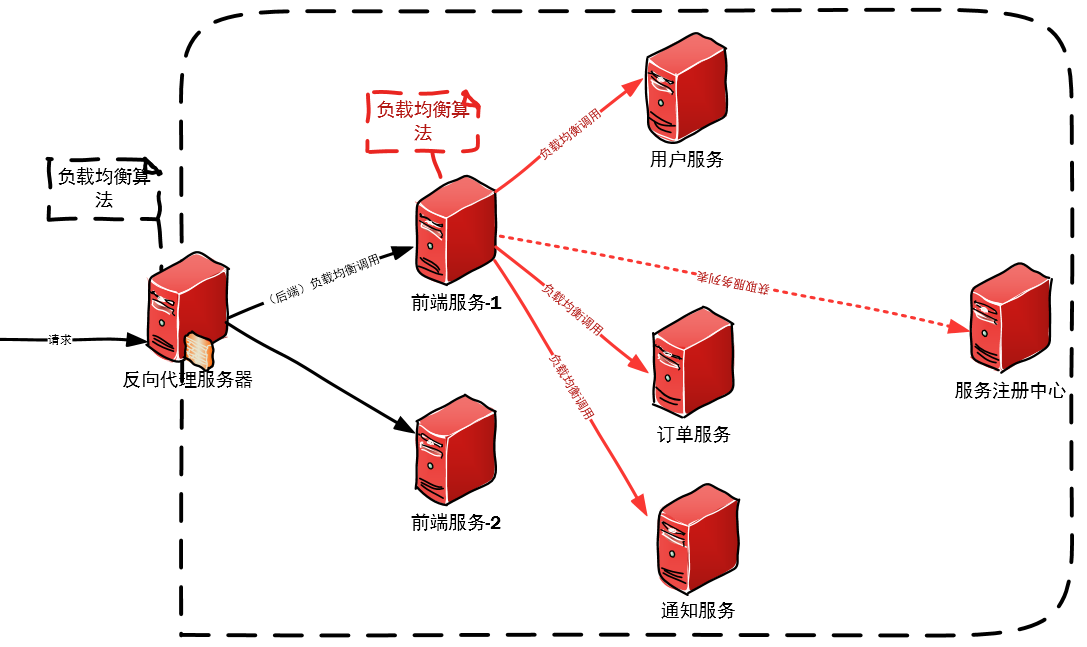 负载均衡算
法
用户服务
负载均衡调用
负载均衡算
法
前端服务-1
（后端）负载均衡调用
获取服务列表
请求
反向代理服务器
负载均衡调用
服务注册中心
负载均衡调用
订单服务
前端服务-2
通知服务